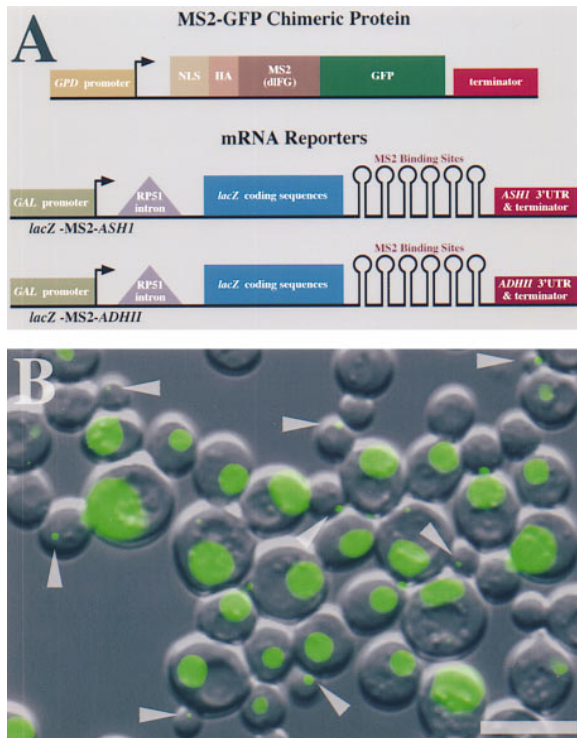 A
MS2-GFP Chimeric Protein
GPD promoter
NLS
HA
MS2
(dlFG)
GFP
terminator
mRNA Reporters
MS2 Binding Sites
GAL promoter
RP51
intron
lacZ coding sequences
ASH1 3'UTR
& terminator
lacZ -MS2-ASH1
MS2 Binding Sites
GAL promoter
RP51
intron
lacZ coding sequences
ADHII 3'UTR
& terminator
lacZ -MS2-ADHII
B